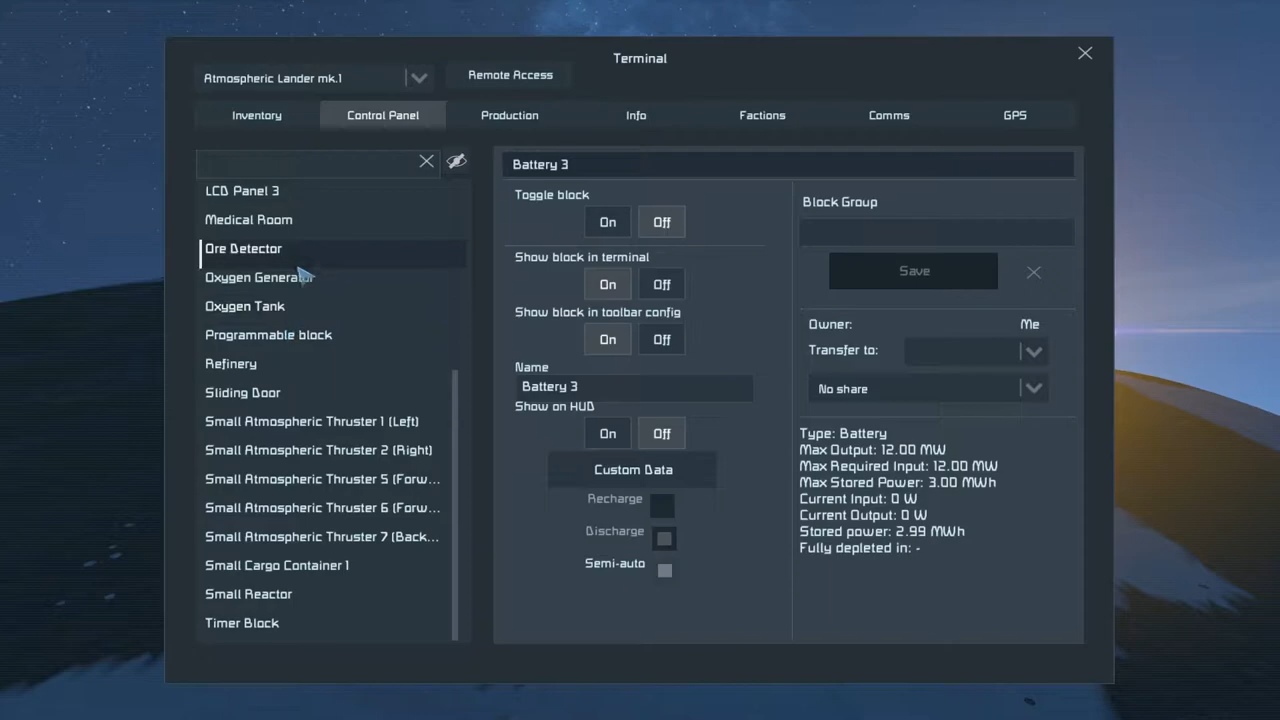 Terminal
Atmospheric Lander mk.1
Remote Access
Inventory
Control Panel
Production
Info
Factions
Comms
GPS
LCD Panel 3
Medical Room
Ore Detector
Oxygen Generator
Oxygen Tank
Programmable block
Refinery
Sliding Door
Small Atmospheric Thruster 1 (Left)
Small Atmospheric Thruster 2 (Right)
Small Atmospheric Thruster 5 (Forw...
Small Atmospheric Thruster 6 (Forw...
Small Atmospheric Thruster 7 (Back...
Small Cargo Container 1
Small Reactor
Timer Block
Battery 3
Toggle block
On
Off
Show block in terminal
On
Off
Show block in toolbar config
On
Off
Name
Battery 3
Show on HUD
On
Off
Custom Data
Recharge
Discharge
Semi-auto
Block Group
Save
Owner:
Me
Transfer to:
No share
Type: Battery
Max Output: 12.00 MW
Max Required Input: 12.00 MW
Max Stored Power: 3.00 MWh
Current Input: 0 W
Current Output: 0 W
Stored power: 2.99 MWh
Fully depleted in: -